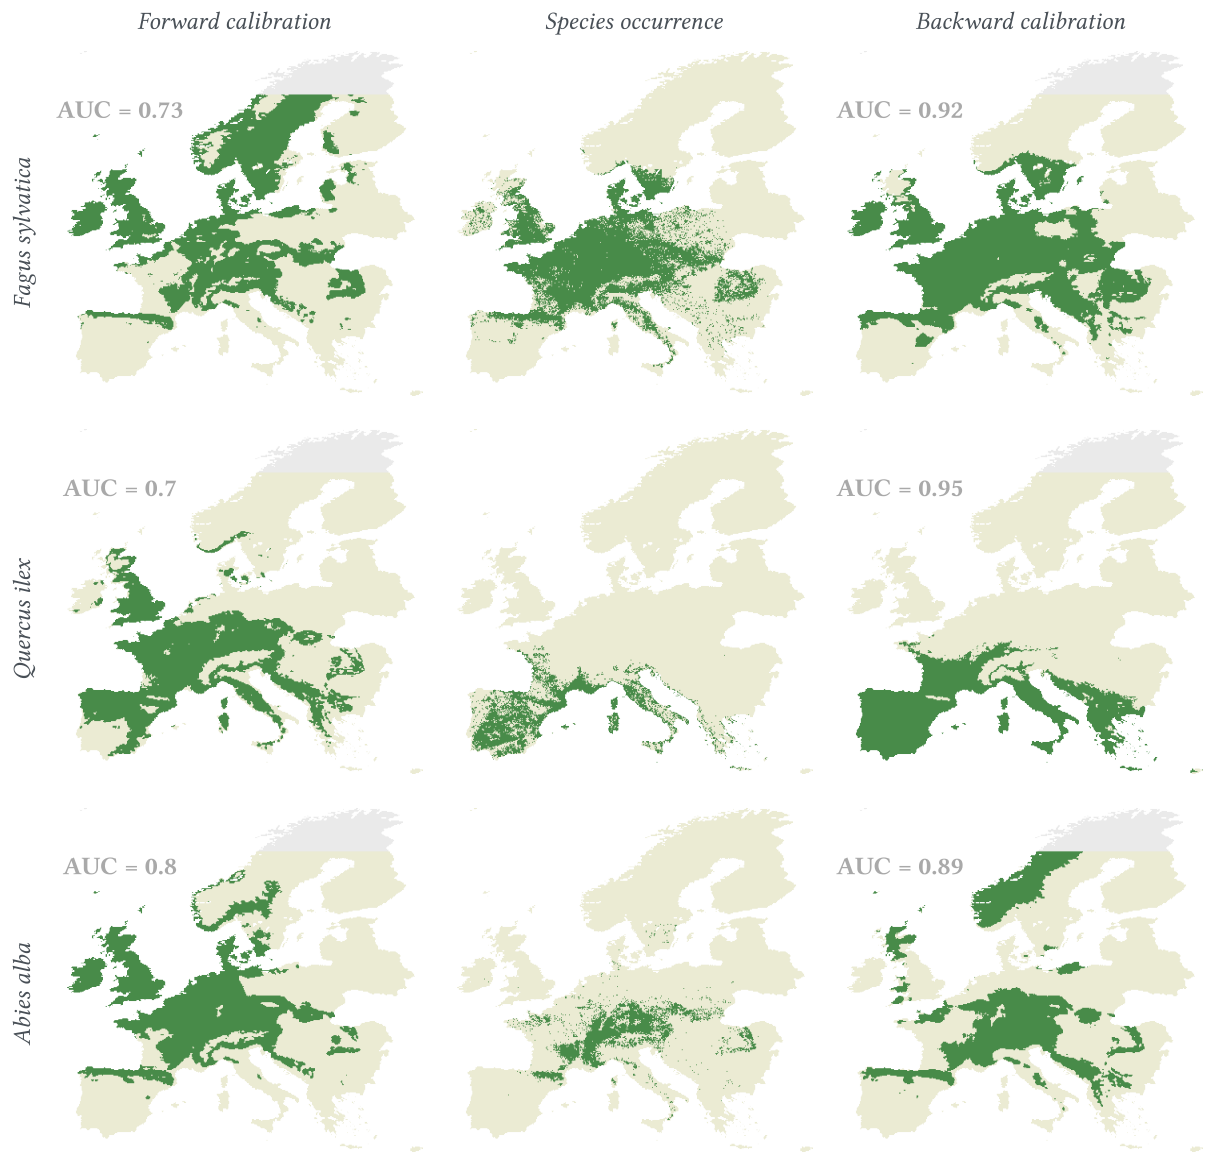 Forward calibration
Species occurrence
Backward calibration
Fagus sylvatica
AUC = 0.73
AUC = 0.92
Quercus ilex
AUC = 0.7
AUC = 0.95
Abies alba
AUC = 0.8
AUC = 0.89